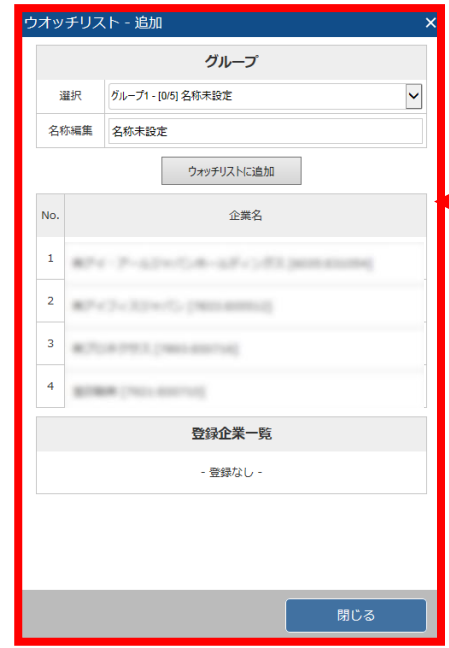 ウオッチリスト - 追加 ×
グループ
選択 グループ1 - [0/5] 名称未設定
名称編集 名称未設定
ウォッチリストに追加
No. 企業名
1
2
3
4
登録企業一覧
- 登録なし -
閉じる